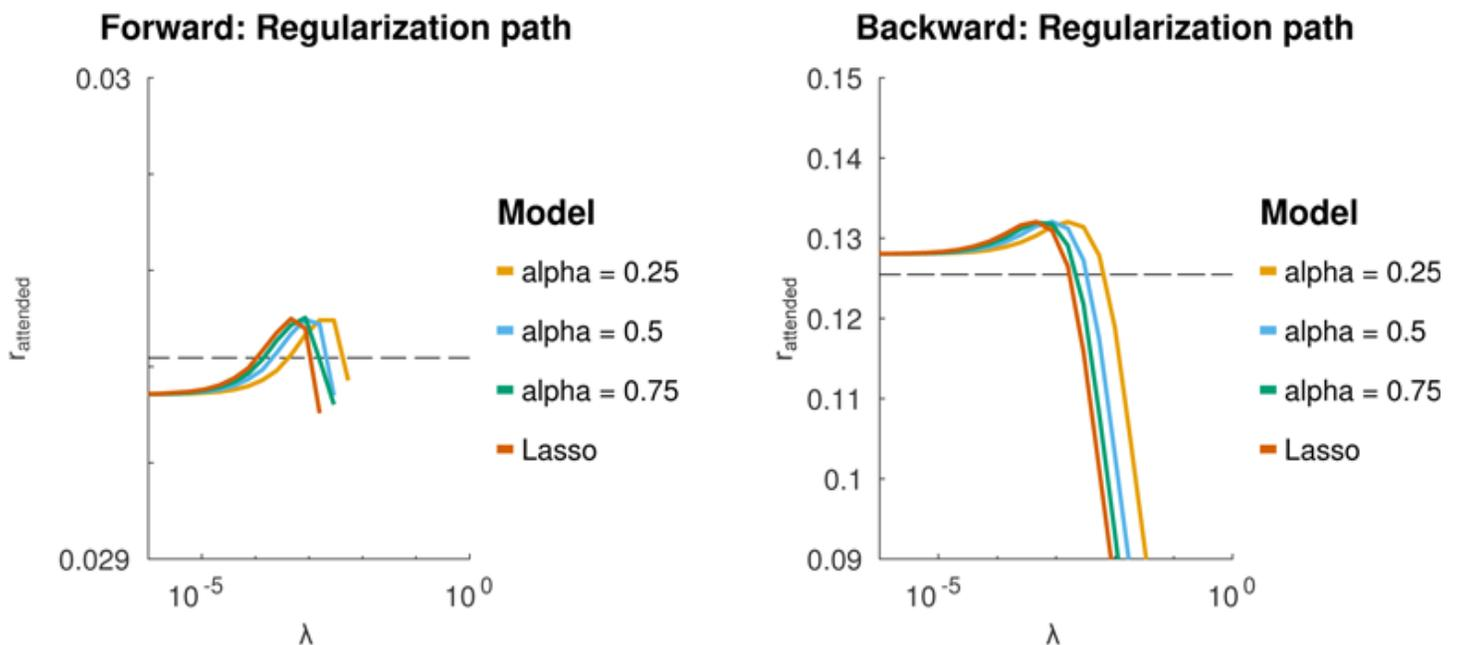 Forward: Regularization path
0.03
0.029
r_attended
10^-5
10^0
λ
Model
alpha = 0.25
alpha = 0.5
alpha = 0.75
Lasso
Backward: Regularization path
0.15
0.14
0.13
0.12
0.11
0.1
0.09
r_attended
10^-5
10^0
λ
Model
alpha = 0.25
alpha = 0.5
alpha = 0.75
Lasso